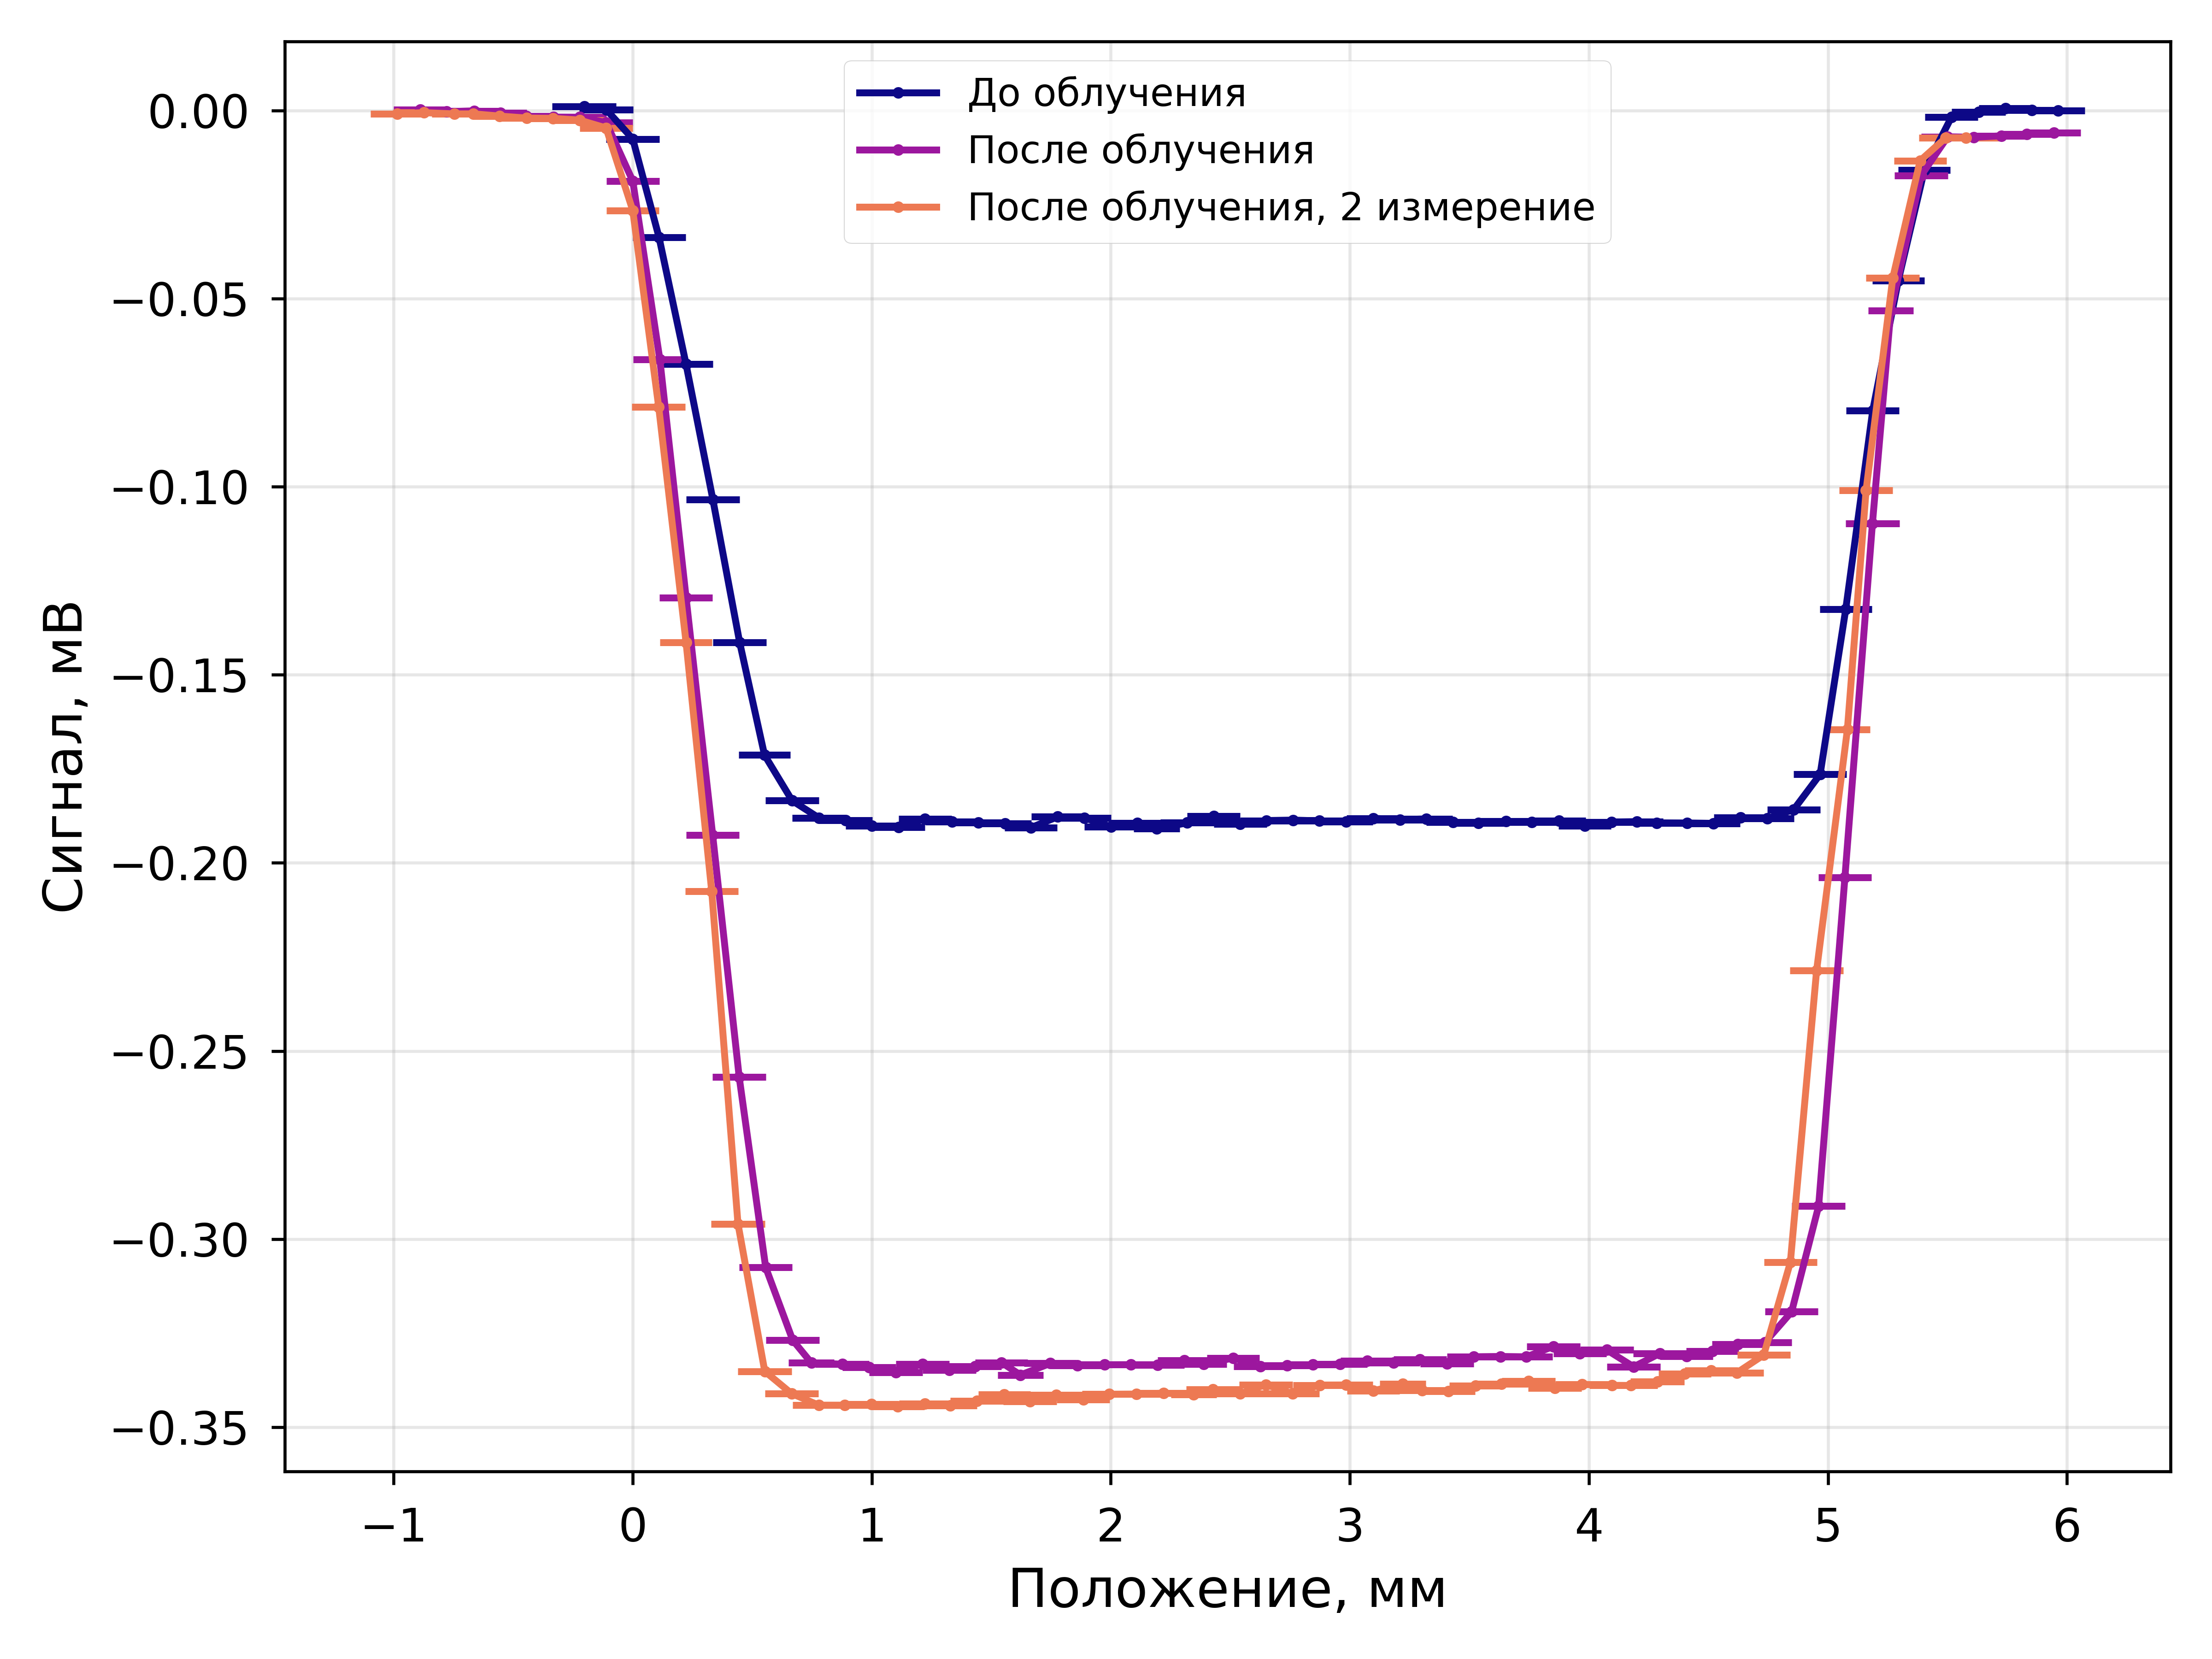 До облучения
После облучения
После облучения, 2 измерение
0.00
−0.05
−0.10
−0.15
−0.20
−0.25
−0.30
−0.35
Сигнал, мВ
−1 0 1 2 3 4 5 6
Положение, мм